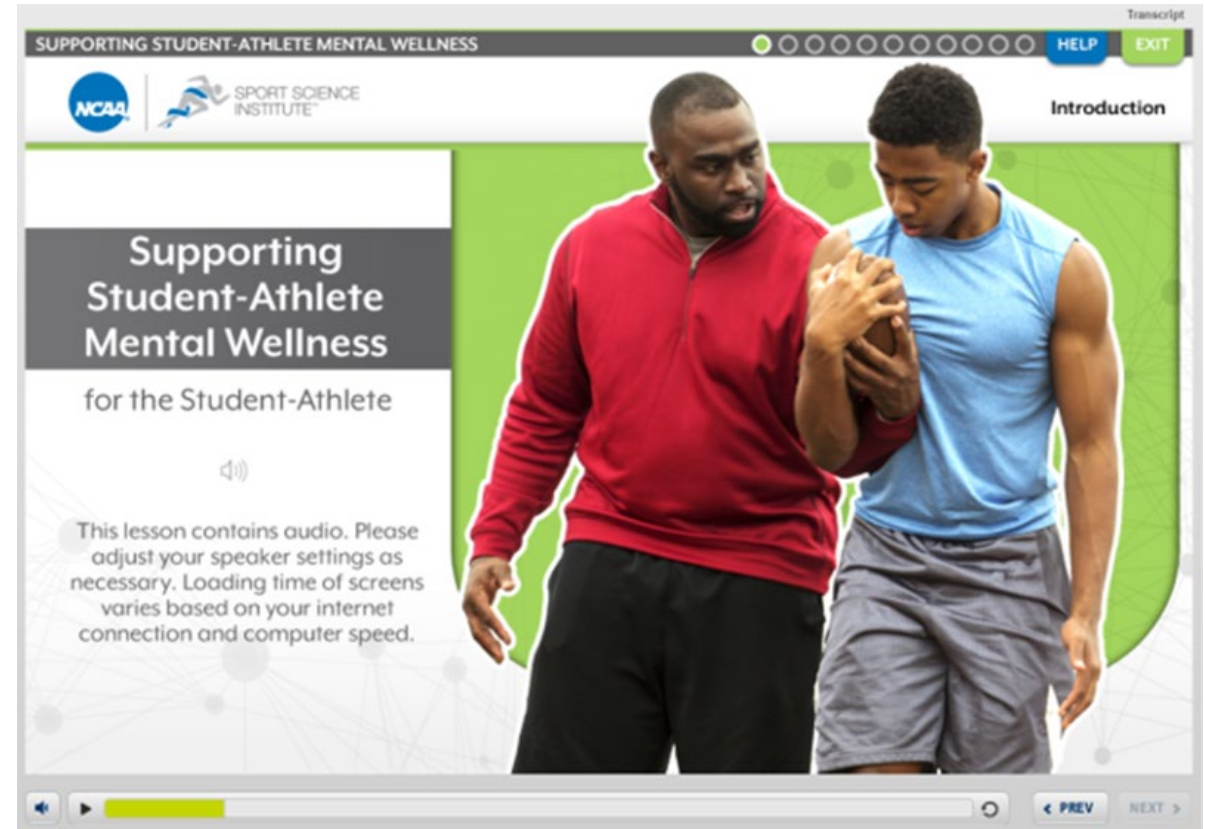 Transcript
SUPPORTING STUDENT-ATHLETE MENTAL WELLNESS
HELP
EXIT
NCAA
SPORT SCIENCE
INSTITUTE™
Introduction
Supporting
Student-Athlete
Mental Wellness
for the Student-Athlete
This lesson contains audio. Please
adjust your speaker settings as
necessary. Loading time of screens
varies based on your internet
connection and computer speed.
< PREV
NEXT >